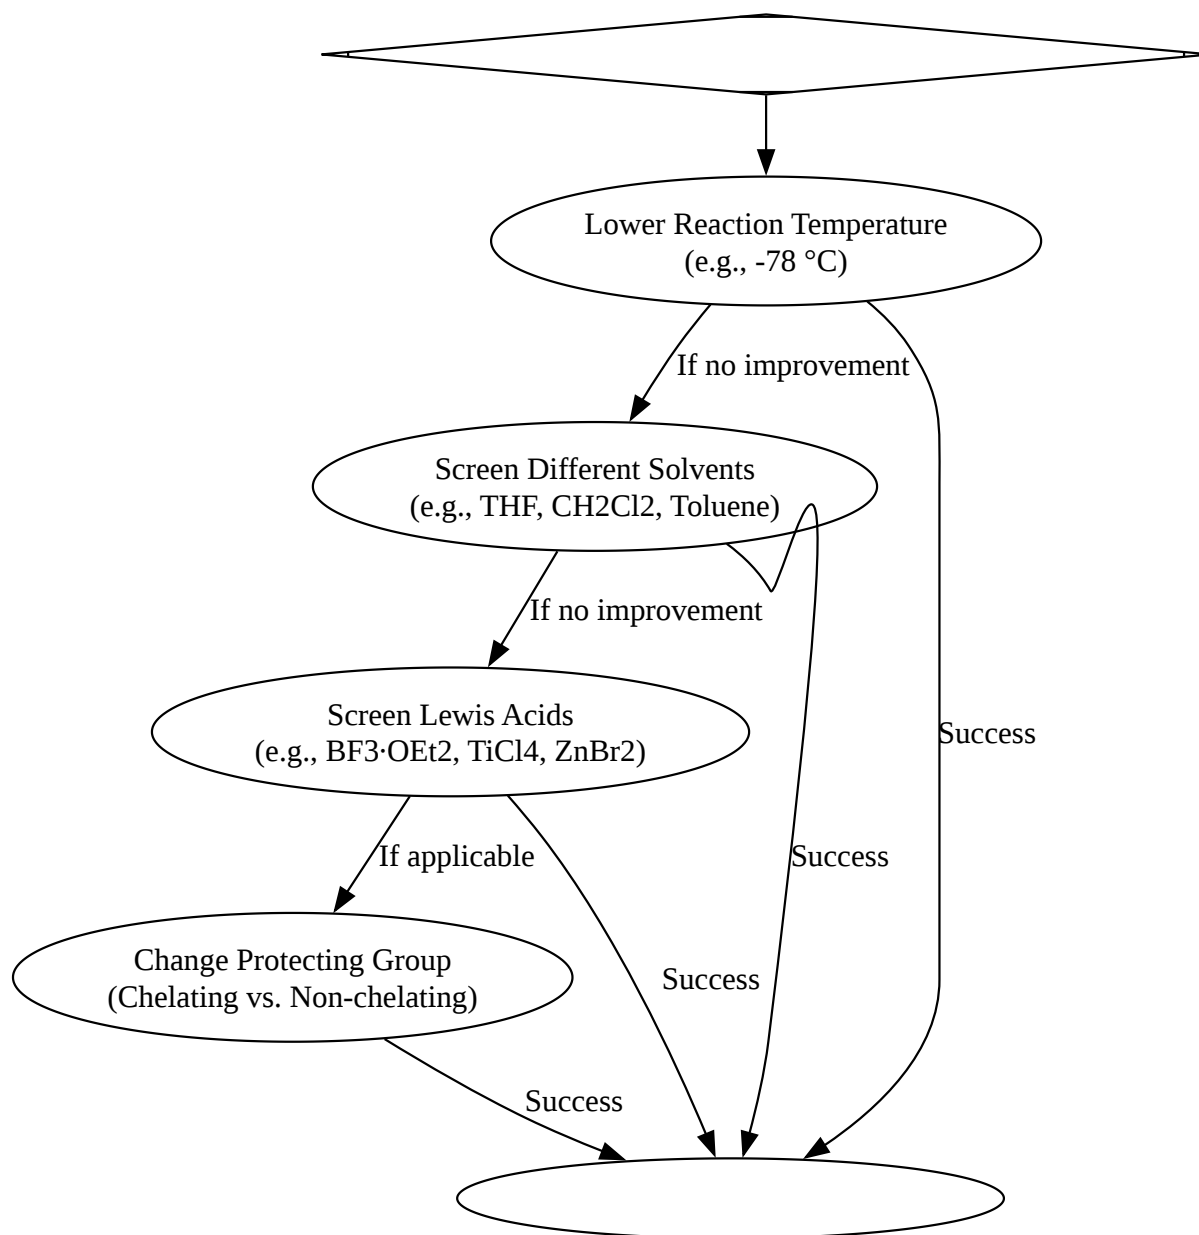 Lower Reaction Temperature
(e.g., -78 °C)
If no improvement
Screen Different Solvents
(e.g., THF, CH2Cl2, Toluene)
If no improvement
Screen Lewis Acids
(e.g., BF3·OEt2, TiCl4, ZnBr2)
Success
If applicable
Success
Change Protecting Group
(Chelating vs. Non-chelating)
Success
Success